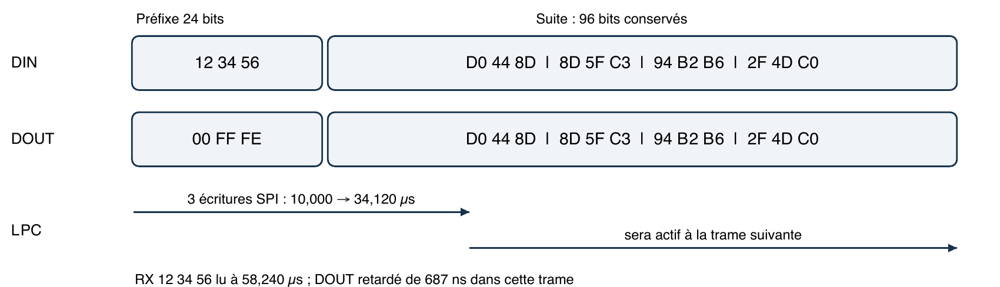 Préfixe 24 bits Suite : 96 bits conservés
DIN 12 34 56 D0 44 8D | 8D 5F C3 | 94 B2 B6 | 2F 4D C0
DOUT 00 FF FE D0 44 8D | 8D 5F C3 | 94 B2 B6 | 2F 4D C0
3 écritures SPI : 10,000 → 34,120 µs
LPC
sera actif à la trame suivante
RX 12 34 56 lu à 58,240 µs ; DOUT retardé de 687 ns dans cette trame